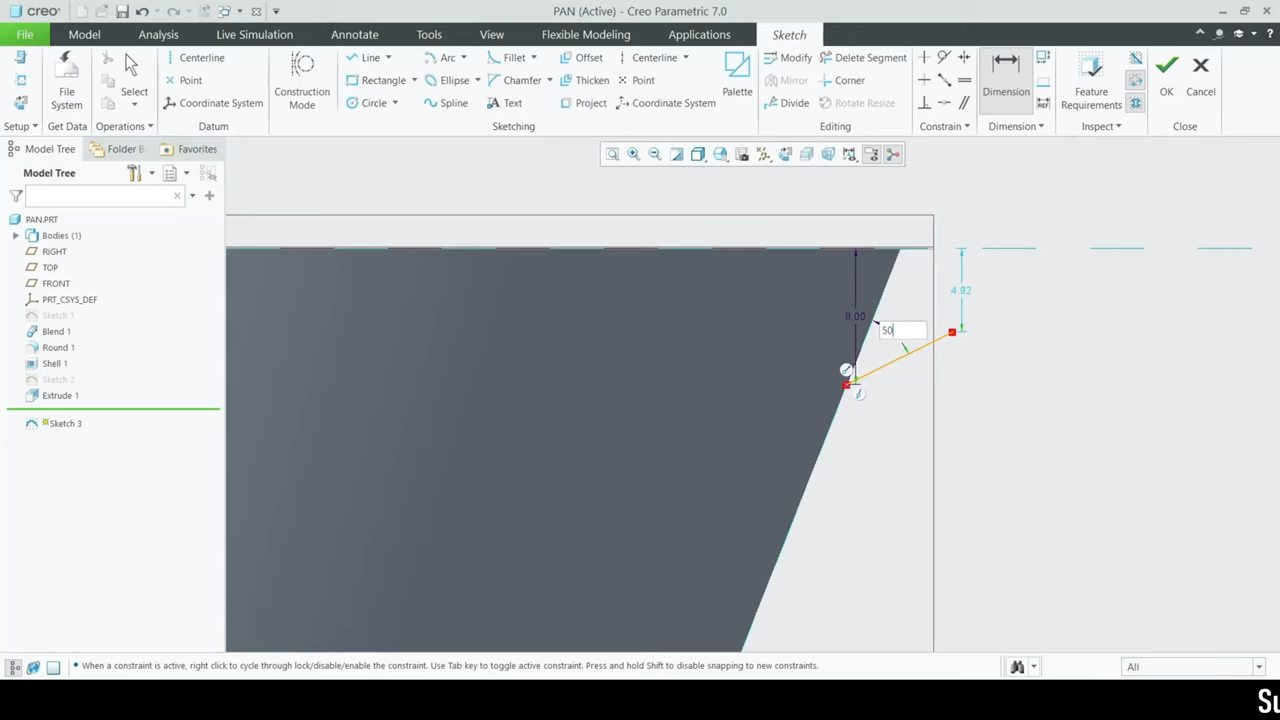 creo
PAN (Active) - Creo Parametric 7.0
File Model Analysis Live Simulation Annotate Tools View Flexible Modeling Applications Sketch
Centerline Line Arc Fillet Offset Centerline Modify Delete Segment
Point Rectangle Ellipse Chamfer Thicken Point Mirror Corner
Coordinate System Circle Spline Text Project Coordinate System Divide Rotate Resize
File System Select Construction Mode Palette Dimension Feature Requirements OK Cancel
Setup Get Data Operations Datum Sketching Editing Constrain Dimension Inspect Close
Model Tree Folder B Favorites
Model Tree
PAN.PRT
Bodies (1)
RIGHT
TOP
FRONT
PRT_CSYS_DEF
Sketch 1
Blend 1
Round 1
Shell 1
Sketch 2
Extrude 1
Sketch 3
4.92
8.00
50
When a constraint is active, right click to cycle through lock/disable/enable the constraint. Use Tab key to toggle active constraint. Press and hold Shift to disable snapping to new constraints.
All